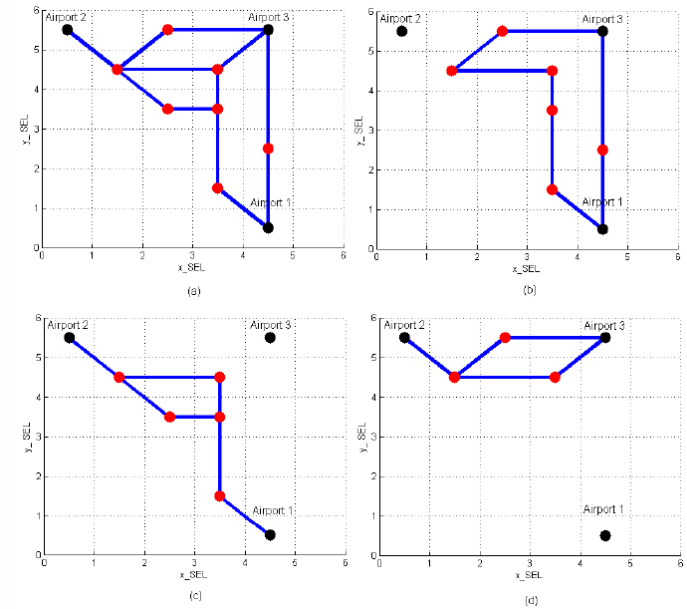 6
Airport 2
Airport 3
5
4
3
2
1
0
y_SEL
Airport 1
0 1 2 3 4 5 6
x_SEL
(a)
6
Airport 2
Airport 3
5
4
3
2
1
0
y_SEL
Airport 1
0 1 2 3 4 5 6
x_SEL
(b)
6
Airport 2
Airport 3
5
4
3
2
1
0
y_SEL
Airport 1
0 1 2 3 4 5 6
x_SEL
(c)
6
Airport 2
Airport 3
5
4
3
2
1
0
y_SEL
Airport 1
0 1 2 3 4 5 6
x_SEL
(d)